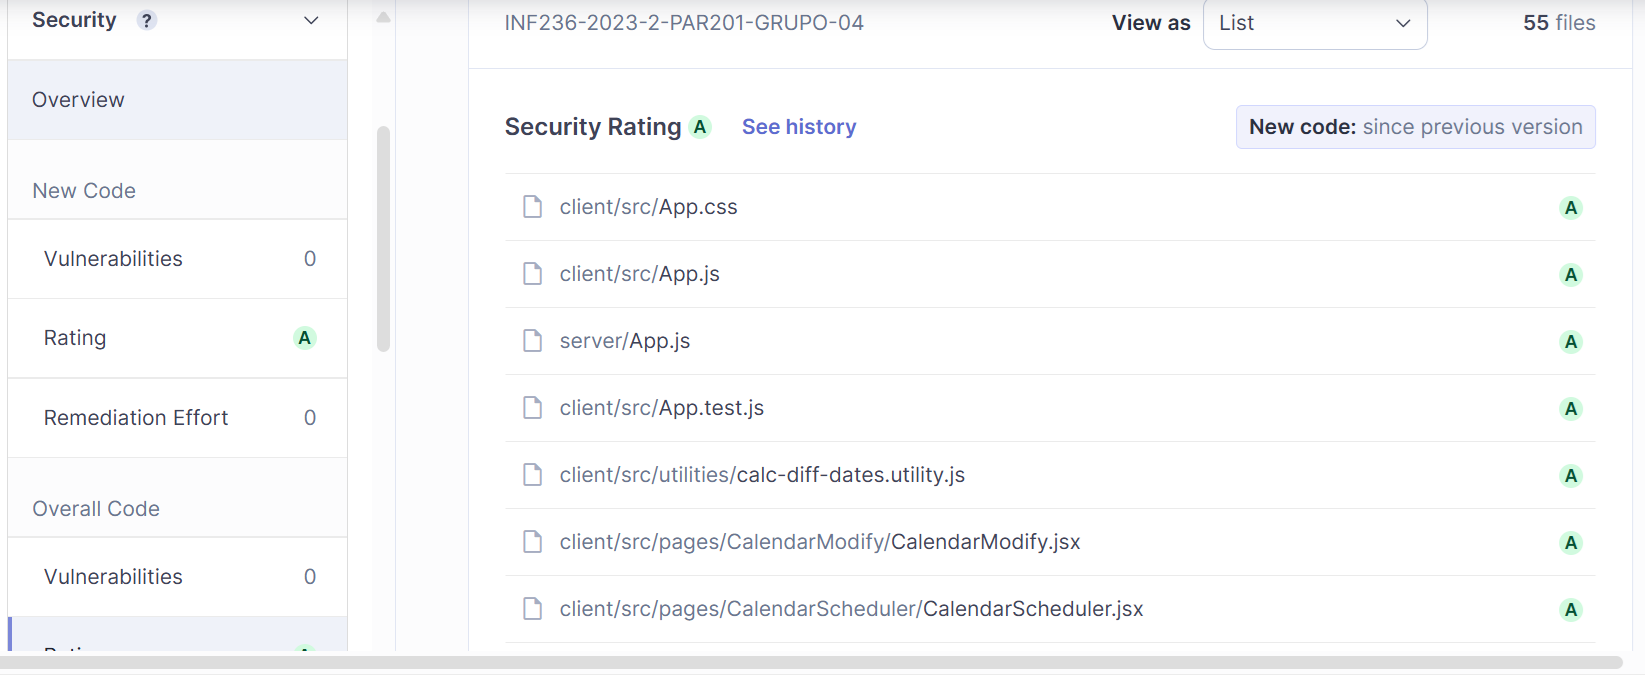 Security ?
Overview
New Code
Vulnerabilities 0
Rating A
Remediation Effort 0
Overall Code
Vulnerabilities 0
INF236-2023-2-PAR201-GRUPO-04 View as List 55 files
Security Rating A See history New code: since previous version
client/src/App.css A
client/src/App.js A
server/App.js A
client/src/App.test.js A
client/src/utilities/calc-diff-dates.utility.js A
client/src/pages/CalendarModify/CalendarModify.jsx A
client/src/pages/CalendarScheduler/CalendarScheduler.jsx A